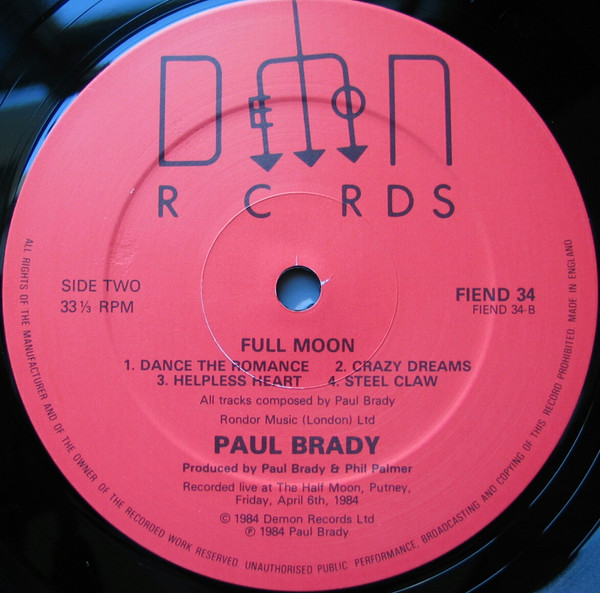 DEMON
RECORDS
SIDE TWO
33 ⅓ RPM
FIEND 34
FIEND 34-B
FULL MOON
1. DANCE THE ROMANCE 2. CRAZY DREAMS
3. HELPLESS HEART 4. STEEL CLAW
All tracks composed by Paul Brady
Rondor Music (London) Ltd
PAUL BRADY
Produced by Paul Brady & Phil Palmer
Recorded live at The Half Moon, Putney,
Friday, April 6th, 1984
© 1984 Demon Records Ltd
℗ 1984 Paul Brady
ALL RIGHTS OF THE MANUFACTURER AND OF THE OWNER OF THE RECORDED WORK RESERVED UNAUTHORISED PUBLIC PERFORMANCE, BROADCASTING AND COPYING OF THIS RECORD PROHIBITED MADE IN ENGLAND